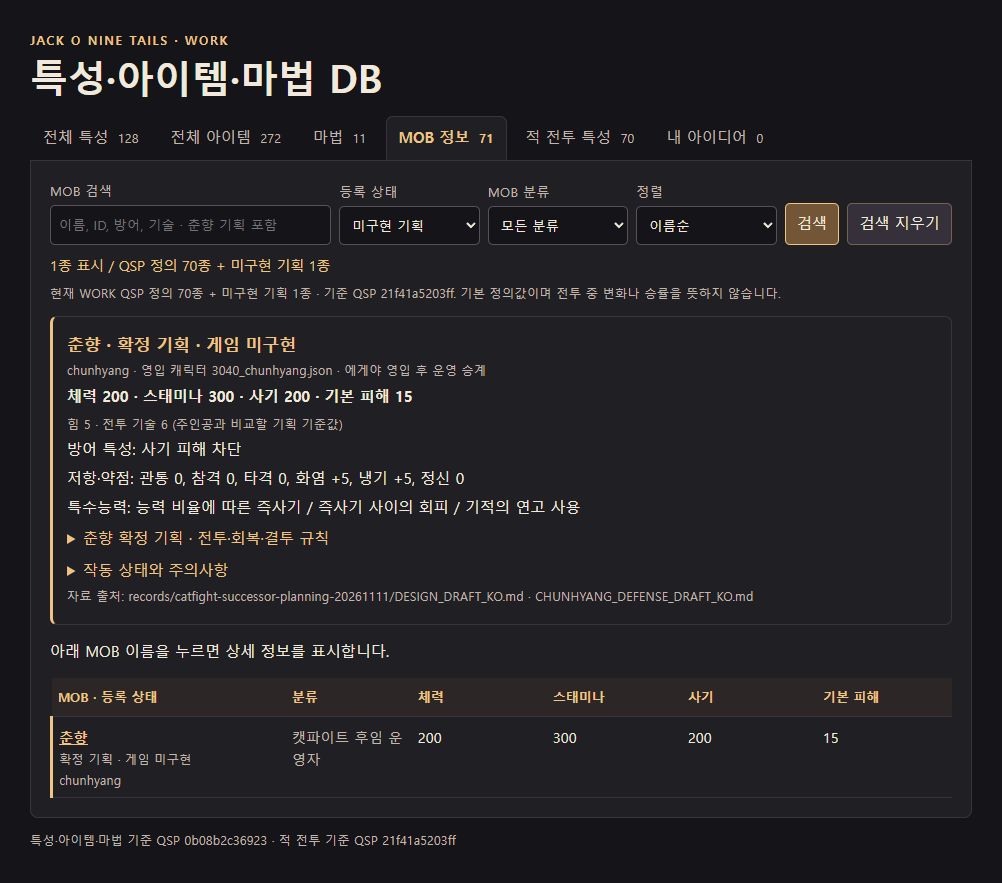 JACK O NINE TAILS · WORK
특성·아이템·마법 DB
전체 특성 128 전체 아이템 272 마법 11 MOB 정보 71 적 전투 특성 70 내 아이디어 0
MOB 검색 등록 상태 MOB 분류 정렬
이름, ID, 방어, 기술 · 춘향 기획 포함 미구현 기획 모든 분류 이름순 검색 검색 지우기
1종 표시 / QSP 정의 70종 + 미구현 기획 1종
현재 WORK QSP 정의 70종 + 미구현 기획 1종 · 기준 QSP 21f41a5203ff. 기본 정의값이며 전투 중 변화나 승률을 뜻하지 않습니다.
춘향 · 확정 기획 · 게임 미구현
chunhyang · 영입 캐릭터 3040_chunhyang.json · 에게야 영입 후 운영 승계
체력 200 · 스태미나 300 · 사기 200 · 기본 피해 15
힘 5 · 전투 기술 6 (주인공과 비교할 기획 기준값)
방어 특성: 사기 피해 차단
저항·약점: 관통 0, 참격 0, 타격 0, 화염 +5, 냉기 +5, 정신 0
특수능력: 능력 비율에 따른 즉사기 / 즉사기 사이의 회피 / 기적의 연고 사용
▶ 춘향 확정 기획 · 전투·회복·결투 규칙
▶ 작동 상태와 주의사항
자료 출처: records/catfight-successor-planning-20261111/DESIGN_DRAFT_KO.md · CHUNHYANG_DEFENSE_DRAFT_KO.md
아래 MOB 이름을 누르면 상세 정보를 표시합니다.
MOB · 등록 상태 분류 체력 스태미나 사기 기본 피해
춘향 캣파이트 후임 운영자 200 300 200 15
확정 기획 · 게임 미구현
chunhyang
특성·아이템·마법 기준 QSP 0b08b2c36923 · 적 전투 기준 QSP 21f41a5203ff